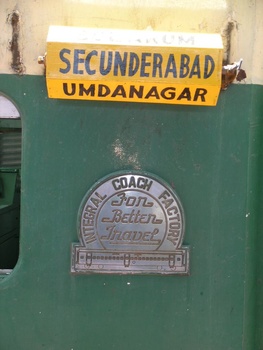 SECUNDERABAD
UMDANAGAR
INTEGRAL COACH FACTORY
For
Better
Travel